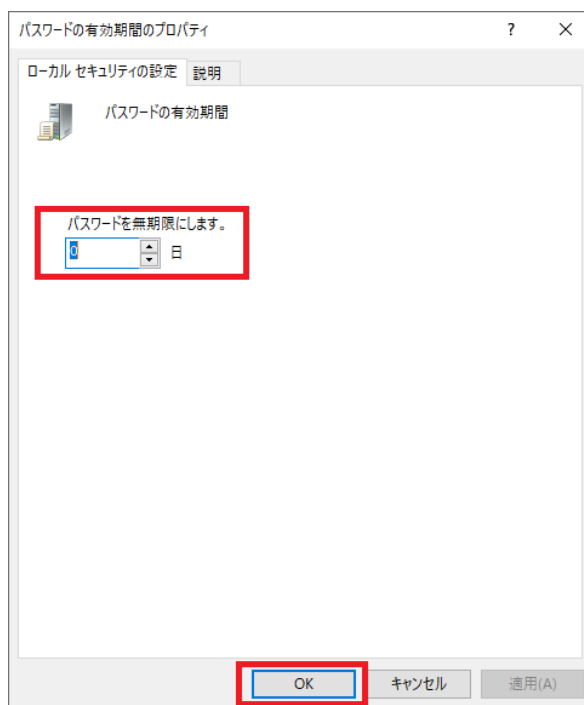 パスワードの有効期間のプロパティ
? ×
ローカル セキュリティの設定 説明
パスワードの有効期間
パスワードを無期限にします。
0 日
OK キャンセル 適用(A)